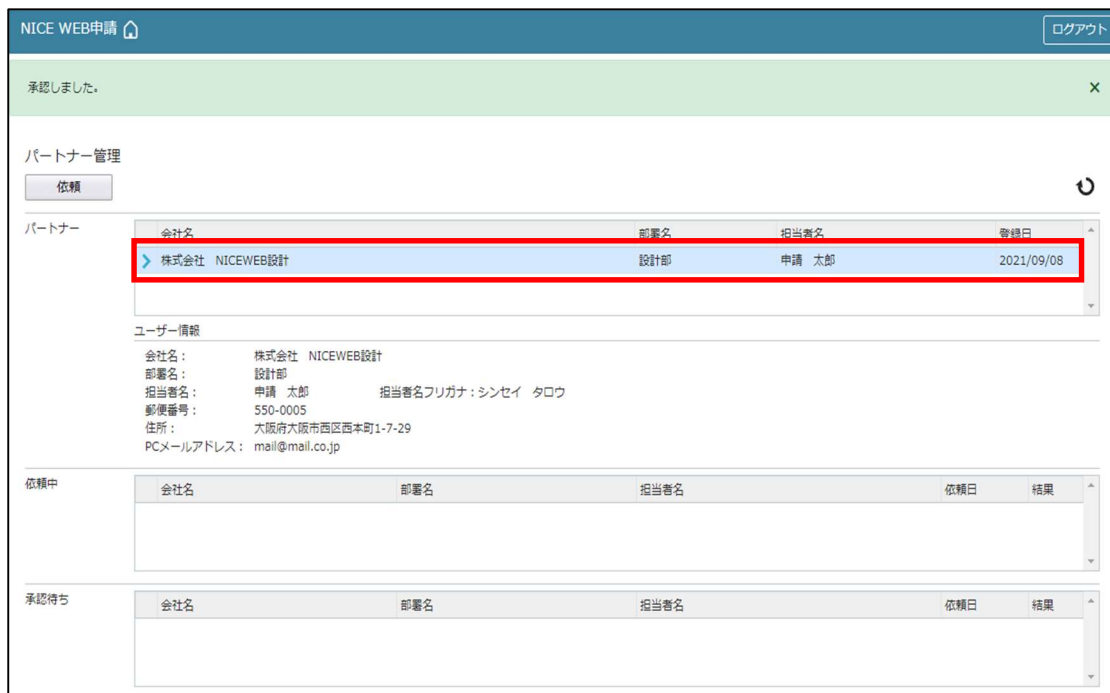 NICE WEB申請 ログアウト
承認しました。 ×
パートナー管理
依頼
パートナー
会社名 部署名 担当者名 登録日
株式会社 NICEWEB設計 設計部 申請 太郎 2021/09/08
ユーザー情報
会社名： 株式会社 NICEWEB設計
部署名： 設計部
担当者名： 申請 太郎 担当者名フリガナ：シンセイ タロウ
郵便番号： 550-0005
住所： 大阪府大阪市西区西本町1-7-29
PCメールアドレス： mail@mail.co.jp
依頼中
会社名 部署名 担当者名 依頼日 結果
承認待ち
会社名 部署名 担当者名 依頼日 結果